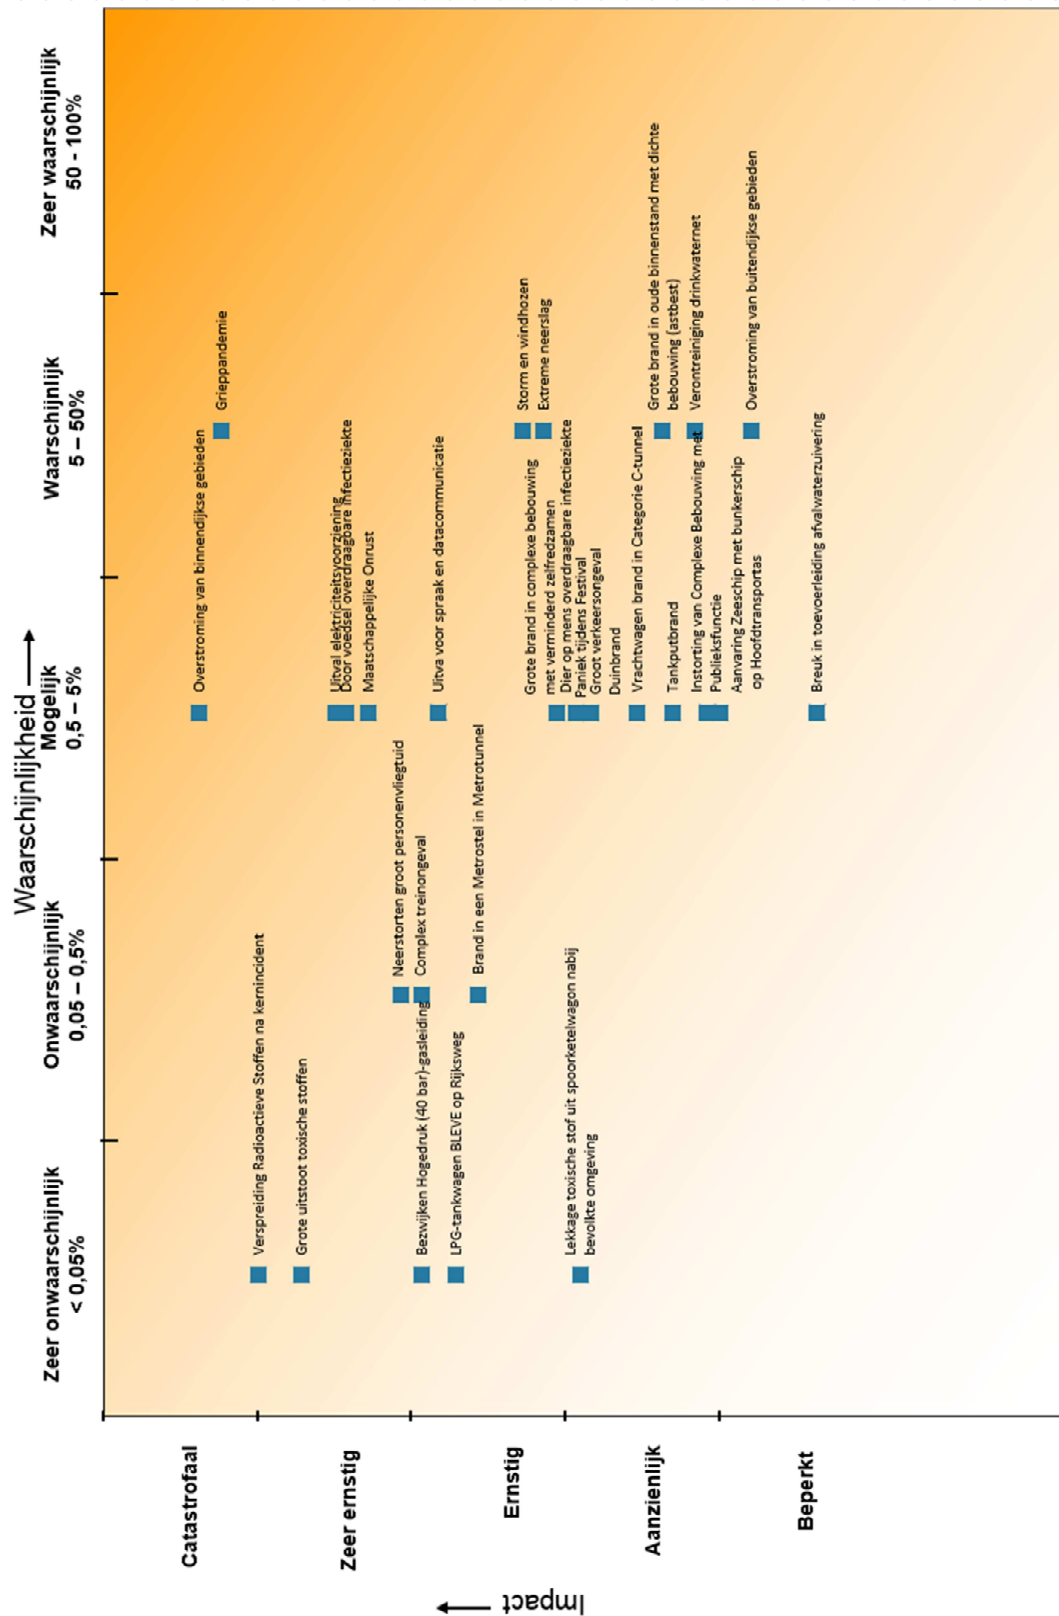 Waarschijnlijkheid
Zeer onwaarschijnlijk
< 0,05%
Onwaarschijnlijk
0,05 – 0,5%
Mogelijk
0,5 – 5%
Waarschijnlijk
5 – 50%
Zeer waarschijnlijk
50 - 100%
Impact
Catastrofaal
Zeer ernstig
Ernstig
Aanzienlijk
Beperkt
Overstroming van binnendijkse gebieden
Grieppandemie
Verspreiding Radioactieve Stoffen na kernincident
Grote uitstoot toxische stoffen
Uitval elektriciteitsvoorziening
Door voedsel overdraagbare infectieziekte
Maatschappelijke Onrust
Neerstorten groot personenvliegtuid
Complex treinongeval
Bezwijken Hogedruk (40 bar)-gasleiding
Uitva voor spraak en datacommunicatie
LPG-tankwagen BLEVE op Rijksweg
Brand in een Metrostel in Metrotunnel
Storm en windhozen
Extreme neerslag
Grote brand in complexe bebouwing
met verminderd zelfredzamen
Dier op mens overdraagbare infectieziekte
Paniek tijdens Festival
Groot verkeersongeval
Duinbrand
Lekkage toxische stof uit spoorketelwagon nabij
bevolkte omgeving
Vrachtwagen brand in Categorie C-tunnel
Grote brand in oude binnenstand met dichte
bebouwing (astbest)
Tankputbrand
Verontreiniging drinkwaternet
Instorting van Complexe Bebouwing met
Publieksfunctie
Aanvaring Zeeschip met bunkerschip
op Hoofdtransportas
Overstroming van buitendijkse gebieden
Breuk in toevoerleiding afvalwaterzuivering